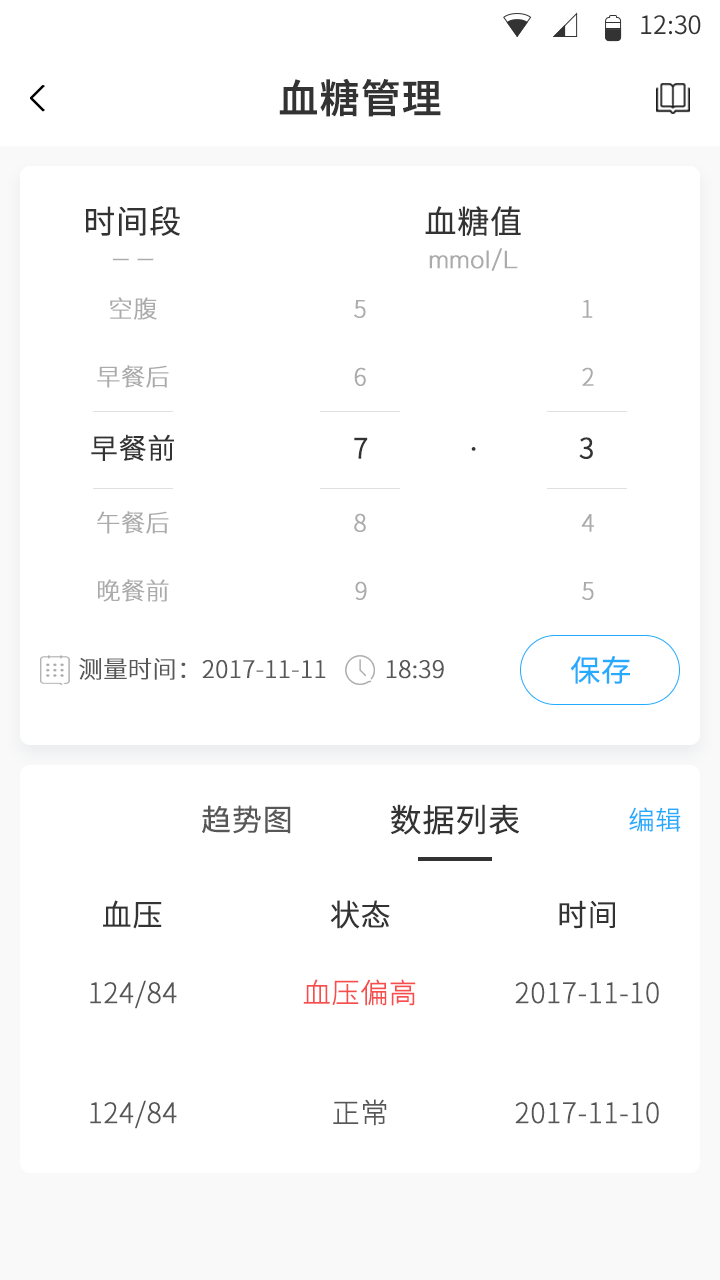 12:30
血糖管理
时间段 血糖值
-- mmol/L
空腹 5 1
早餐后 6 2
早餐前 7 · 3
午餐后 8 4
晚餐前 9 5
测量时间：2017-11-11 18:39 保存
趋势图 数据列表 编辑
血压 状态 时间
124/84 血压偏高 2017-11-10
124/84 正常 2017-11-10